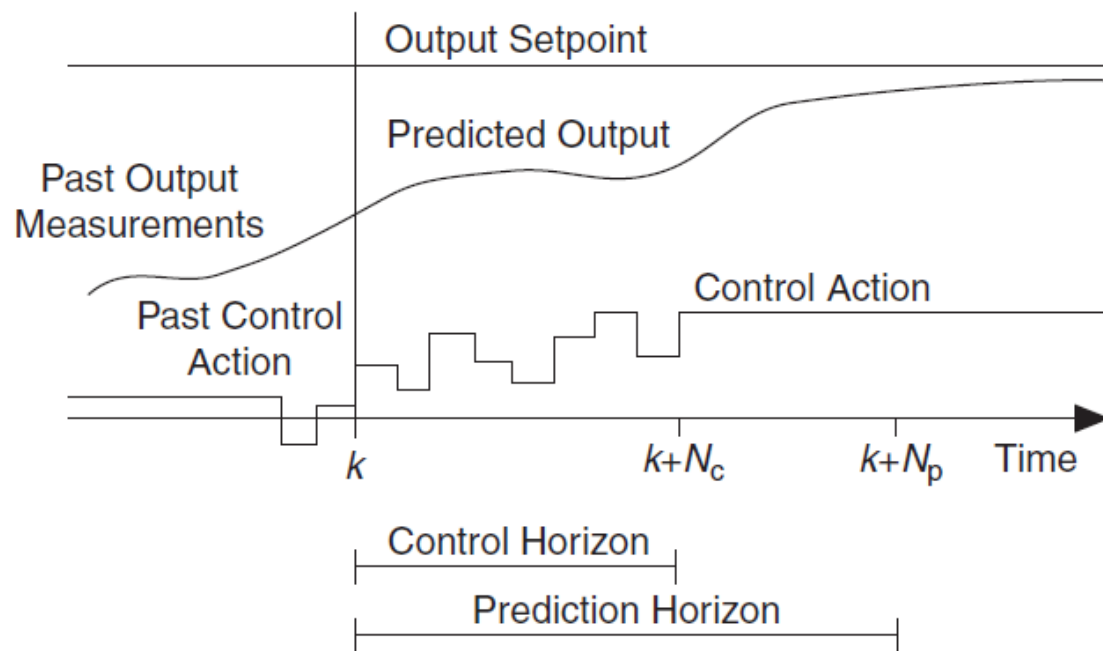 Output Setpoint
Predicted Output
Past Output
Measurements
Control Action
Past Control
Action
k
k+Nc
k+Np
Time
Control Horizon
Prediction Horizon